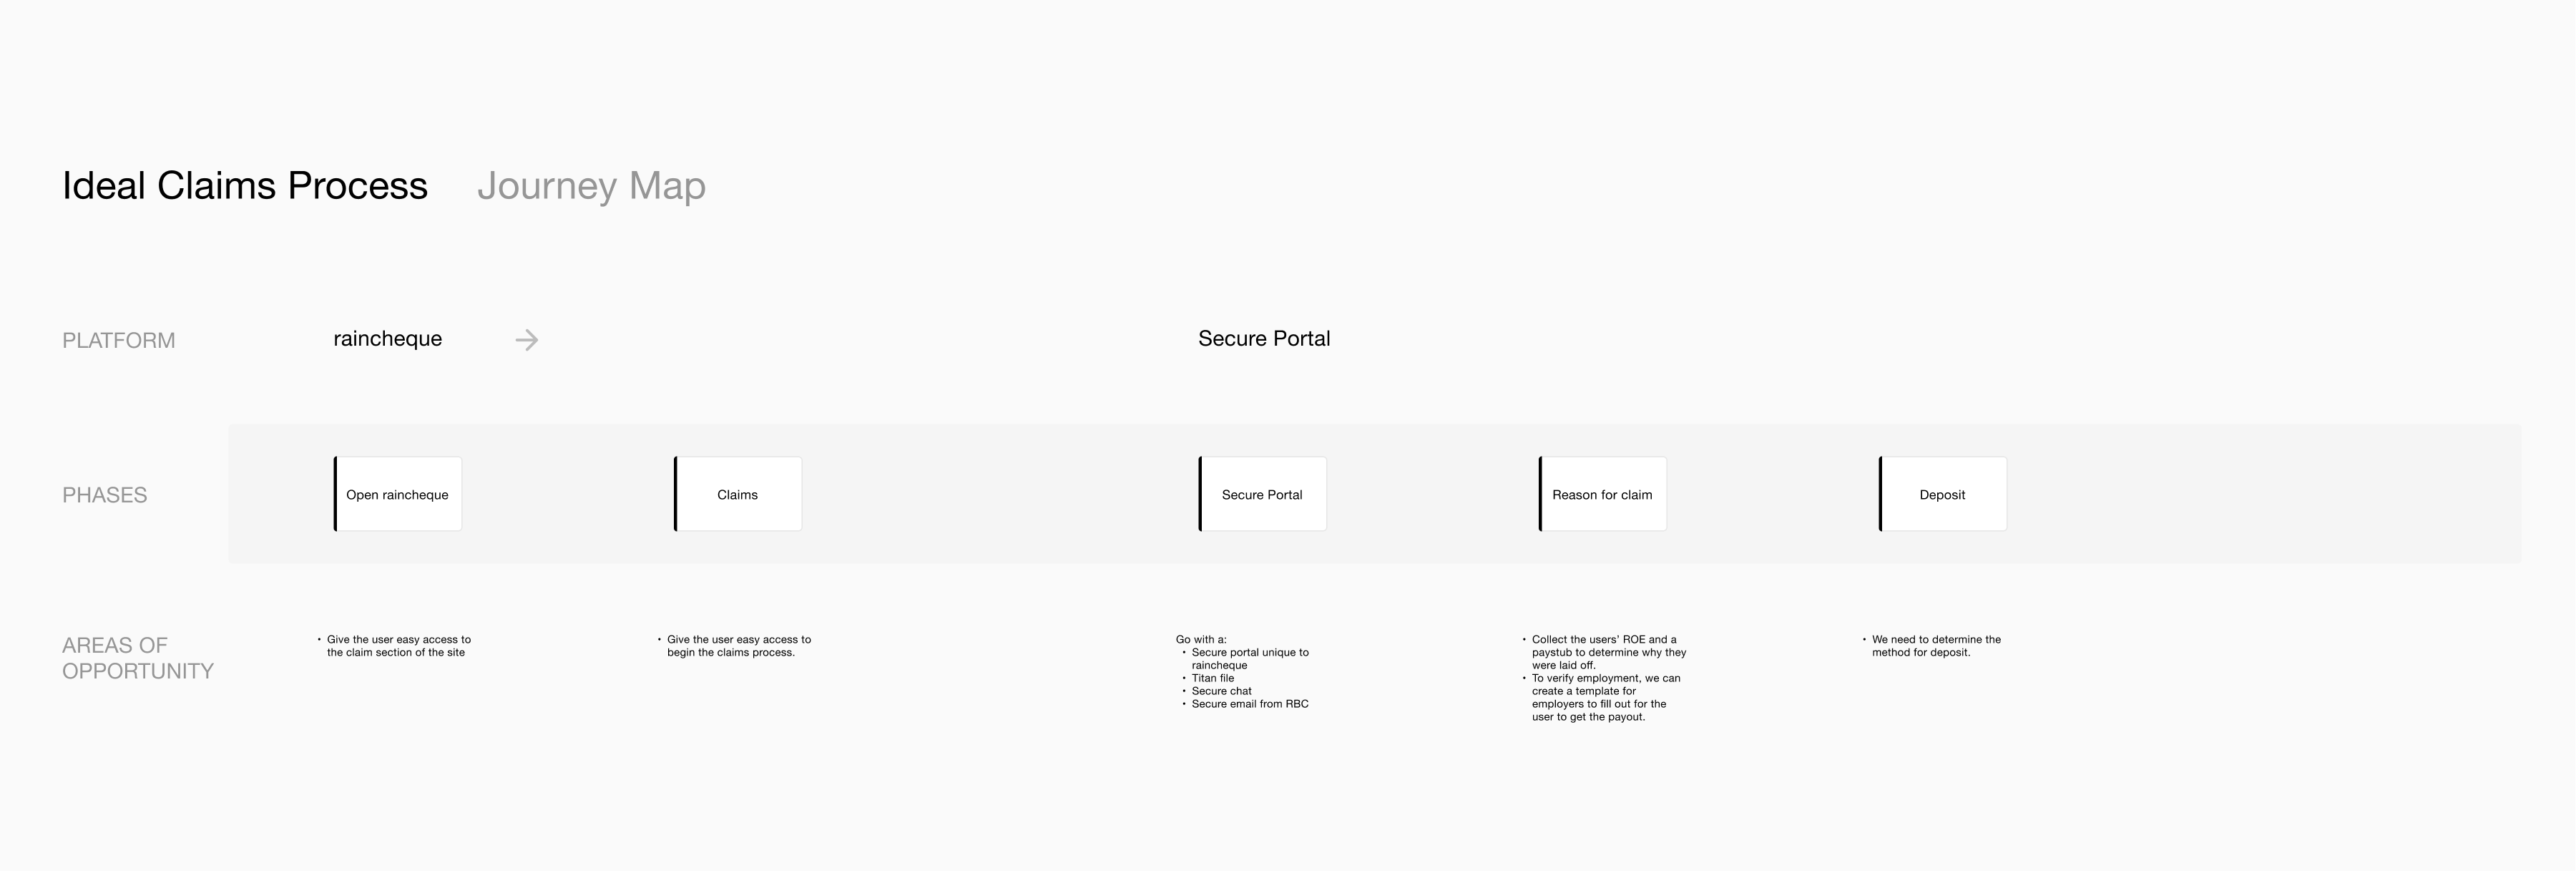 Ideal Claims Process Journey Map
PLATFORM
raincheque
Secure Portal
PHASES
Open raincheque
Claims
Secure Portal
Reason for claim
Deposit
AREAS OF
OPPORTUNITY
• Give the user easy access to
the claim section of the site
• Give the user easy access to
begin the claims process.
Go with a:
• Secure portal unique to
raincheque
• Titan file
• Secure chat
• Secure email from RBC
• Collect the users’ ROE and a
paystub to determine why they
were laid off.
• To verify employment, we can
create a template for
employers to fill out for the
user to get the payout.
• We need to determine the
method for deposit.